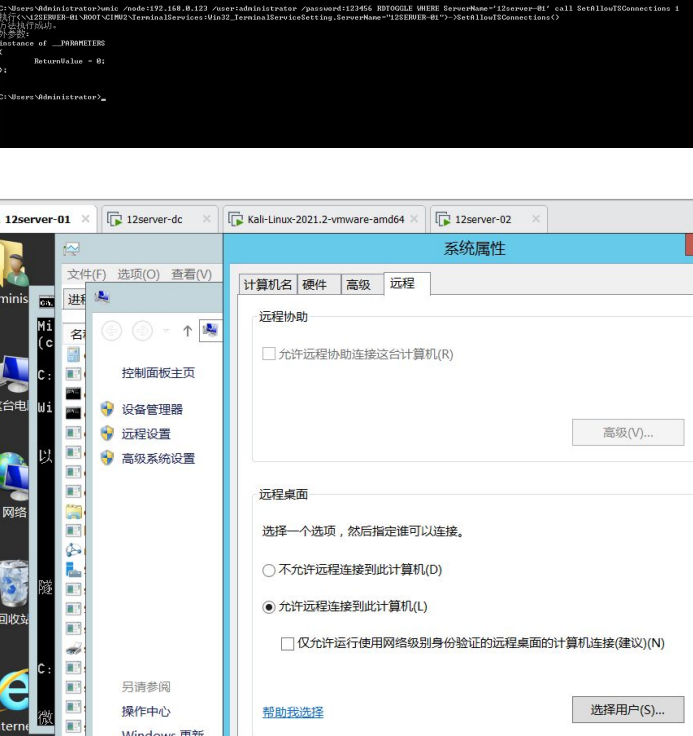 C:\Users\Administrator>wmic /node:192.168.0.123 /user:administrator /password:123456 RDTOGGLE WHERE ServerName='12server-01' call SetAllowTSConnections 1
执行(\\12SERVER-01\ROOT\CIMV2\TerminalServices:Win32_TerminalServiceSetting.ServerName="12SERVER-01")->SetAllowTSConnections()
方法执行成功。
外参数:
instance of __PARAMETERS
{
ReturnValue = 0;
};
C:\Users\Administrator>_
12server-01
12server-dc
Kali-Linux-2021.2-vmware-amd64
12server-02
系统属性
文件(F) 选项(O) 查看(V)
计算机名 硬件 高级 远程
minis
进
远程协助
Mi
(c
名
允许远程协助连接这台计算机(R)
C:
控制面板主页
台电
Wi
设备管理器
远程设置
高级(V)...
以
高级系统设置
远程桌面
网络
选择一个选项，然后指定谁可以连接。
不允许远程连接到此计算机(D)
隧
允许远程连接到此计算机(L)
回收站
仅允许运行使用网络级别身份验证的远程桌面的计算机连接(建议)(N)
C:
另请参阅
操作中心
帮助我选择
选择用户(S)...
微
terne
Windows 更新